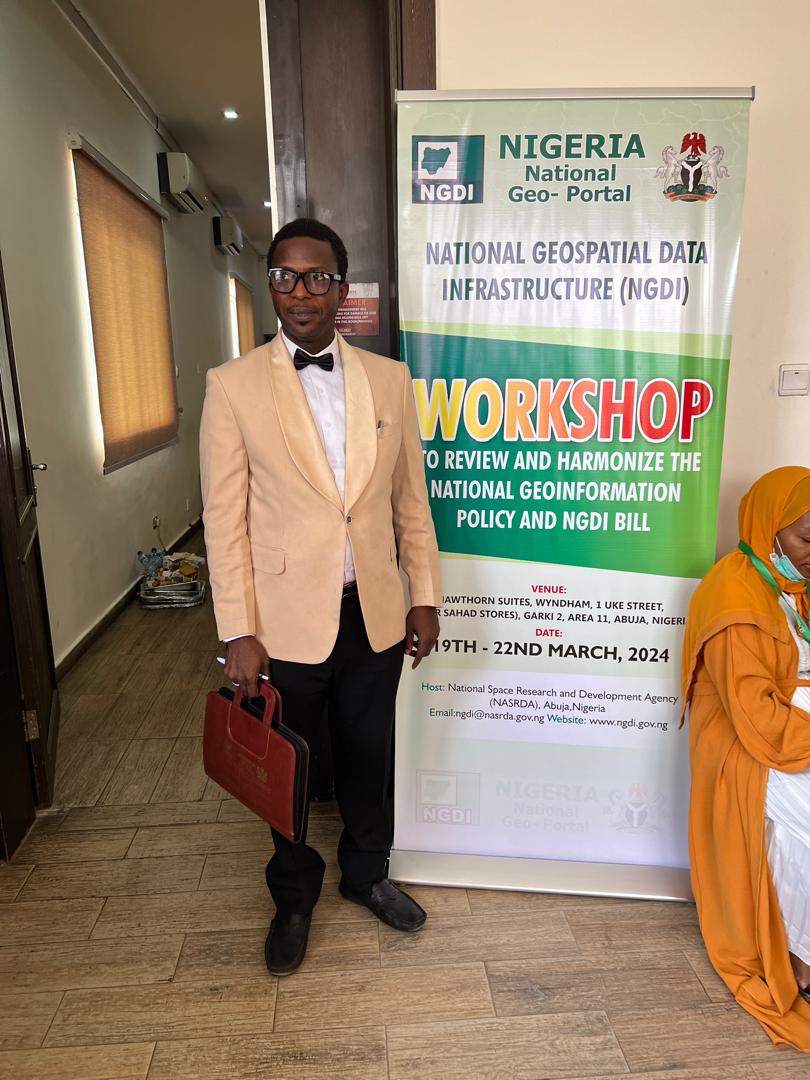 NGDI
NIGERIA
National
Geo- Portal
NATIONAL GEOSPATIAL DATA
INFRASTRUCTURE (NGDI)
WORKSHOP
TO REVIEW AND HARMONIZE THE
NATIONAL GEOINFORMATION
POLICY AND NGDI BILL
VENUE:
HAWTHORN SUITES, WYNDHAM, 1 UKE STREET,
SAHAD STORES), GARKI 2, AREA 11, ABUJA,
DATE:
19TH - 22ND MARCH, 2024
Host: National Space Research and Development Agency
(NASRDA), Abuja,Nigeria
Email:ngdi@nasrda.gov.ng Website: www.ngdi.gov.ng
NGDI
NIGERIA
National
Geo- Portal